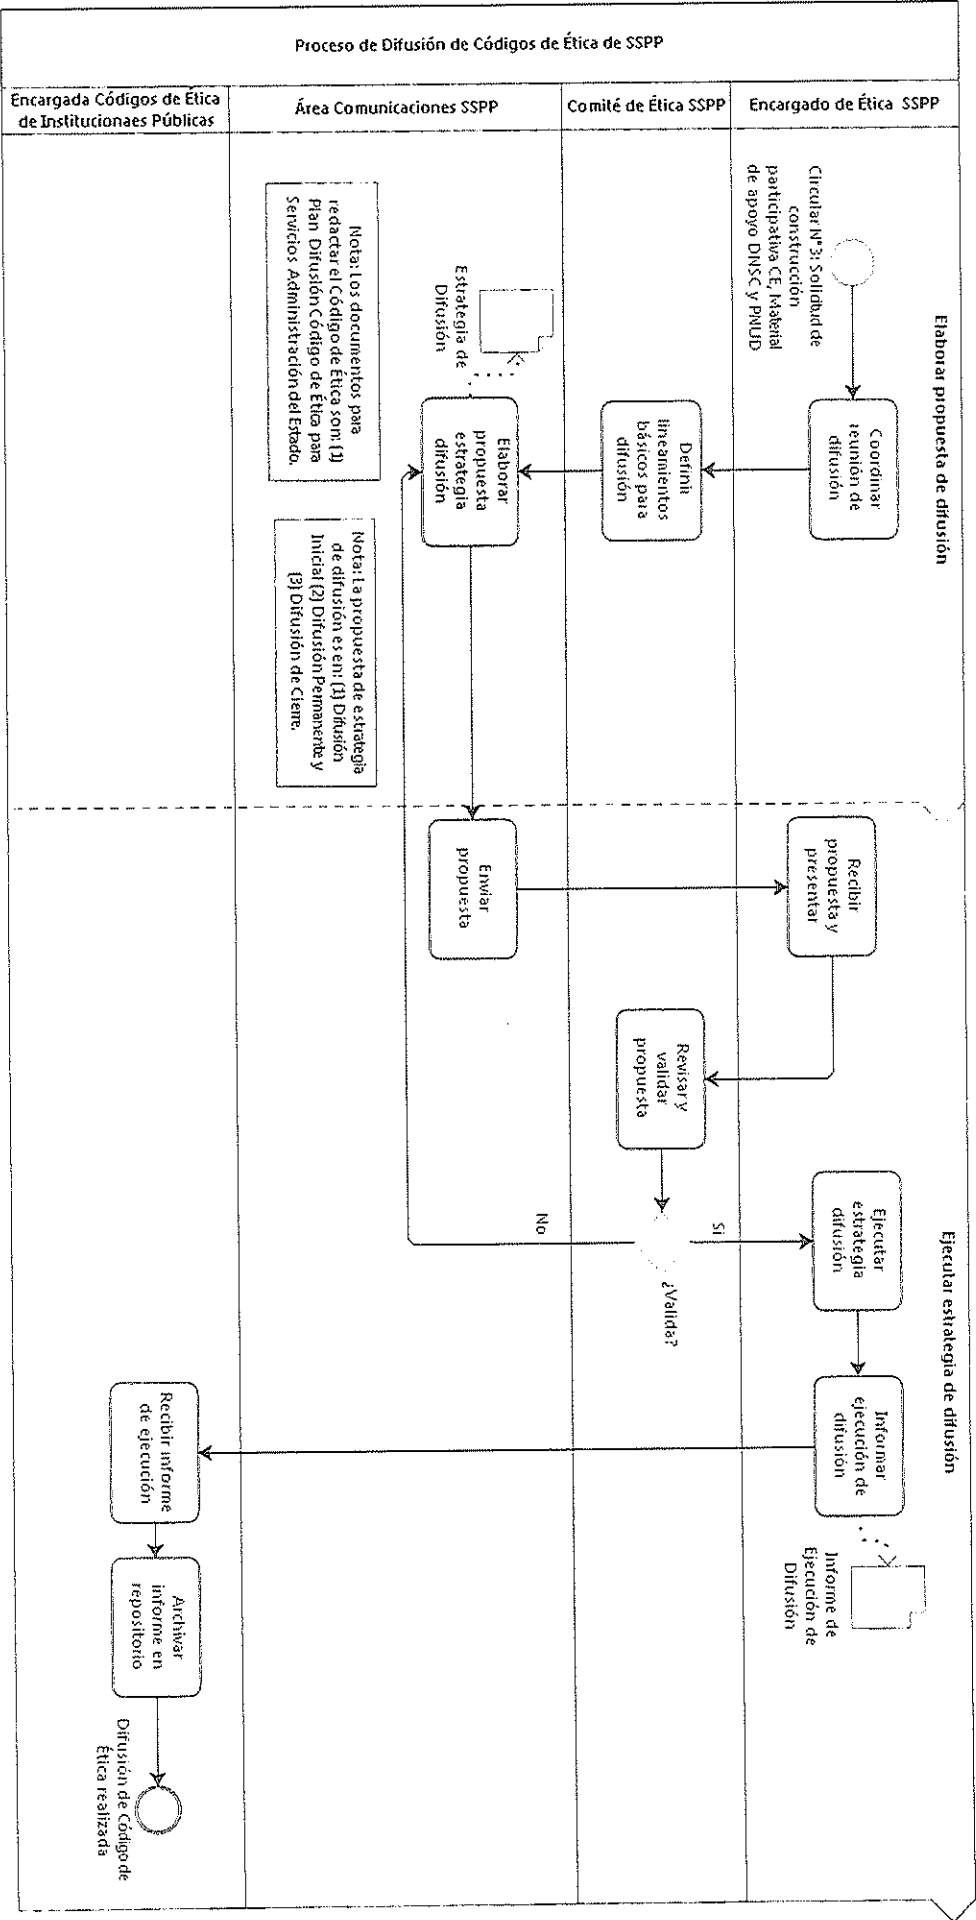 Proceso de Difusión de Códigos de Ética de SSPP
Encargado de Ética SSPP
Comité de Ética SSPP
Área Comunicaciones SSPP
Encargada Códigos de Ética
de Institucionaes Públicas
Elaborar propuesta de difusión
Circular N°3: Solicitud de
construcción
participativa CE, Material
de apoyo DNSC y PNUD
Coordinar
reunión de
difusión
Definir
lineamientos
básicos para
difusión
Elaborar
propuesta
estrategia
difusión
Estrategia de
Difusión
Nota: Los documentos para
redactar el Código de Ética son: (1)
Plan Difusión Código de Ética para
Servicios Administración del Estado.
Nota: La propuesta de estrategia
de difusión es en: (1) Difusión
Inicial (2) Difusión Permanente y
(3) Difusión de Cierre.
Ejecutar estrategia de difusión
Enviar
propuesta
Recibir
propuesta y
presentar
Revisar y
validar
propuesta
¿Valida?
Si
No
Ejecutar
estrategia
difusión
Informar
ejecución de
difusión
Informe de
Ejecución de
Difusión
Recibir informe
de ejecución
Archivar
informe en
repositorio
Difusión de Código de
Ética realizada